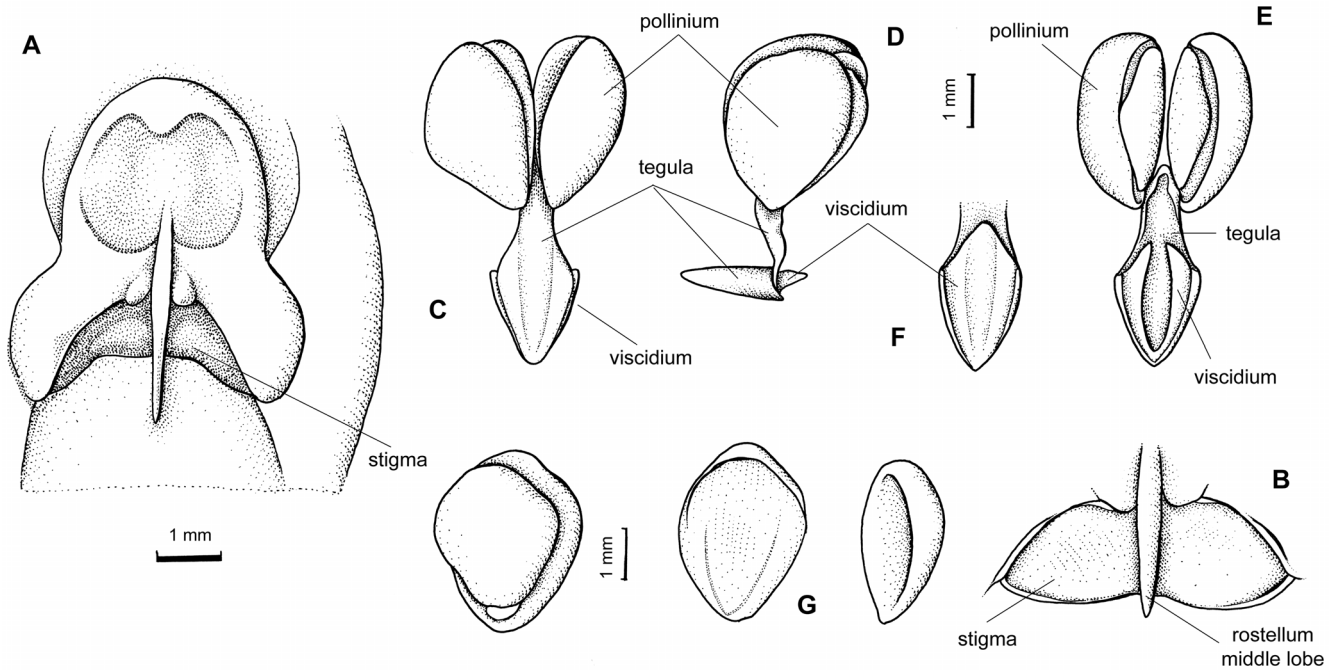 A
pollinium
D
E
pollinium
1 mm
tegula
viscidium
tegula
C
F
viscidium
viscidium
stigma
1 mm
1 mm
G
B
stigma
rostellum
middle lobe